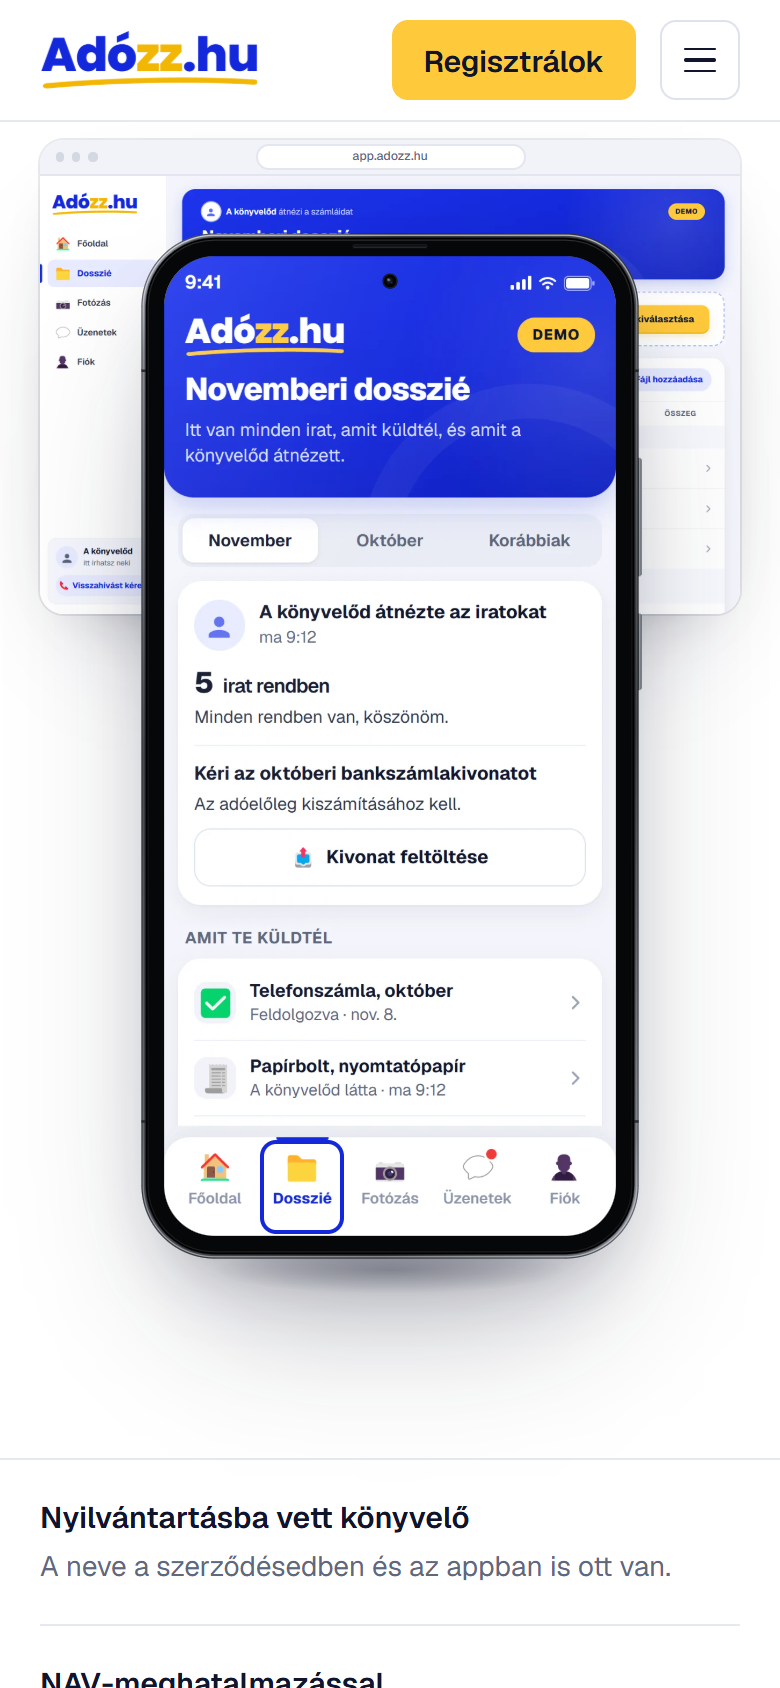 Adózz.hu
Regisztrálok
app.adozz.hu
Adózz.hu
Főoldal
Dosszié
Fotózás
Üzenetek
Fiók
A könyvelőd
Itt írhatsz neki
Visszahívást kére
A könyvelőd átnézi a számláidat
DEMO
kiválasztása
Fájl hozzáadása
ÖSSZEG
9:41
Adózz.hu
DEMO
Novemberi dosszié
Itt van minden irat, amit küldtél, és amit a
könyvelőd átnézett.
November
Október
Korábbiak
A könyvelőd átnézte az iratokat
ma 9:12
5 irat rendben
Minden rendben van, köszönöm.
Kéri az októberi bankszámlakivonatot
Az adóelőleg kiszámításához kell.
Kivonat feltöltése
AMIT TE KÜLDTÉL
Telefonszámla, október
Feldolgozva · nov. 8.
Papírbolt, nyomtatópapír
A könyvelőd látta · ma 9:12
Főoldal
Dosszié
Fotózás
Üzenetek
Fiók
Nyilvántartásba vett könyvelő
A neve a szerződésedben és az appban is ott van.
NAV-meghatalmazással